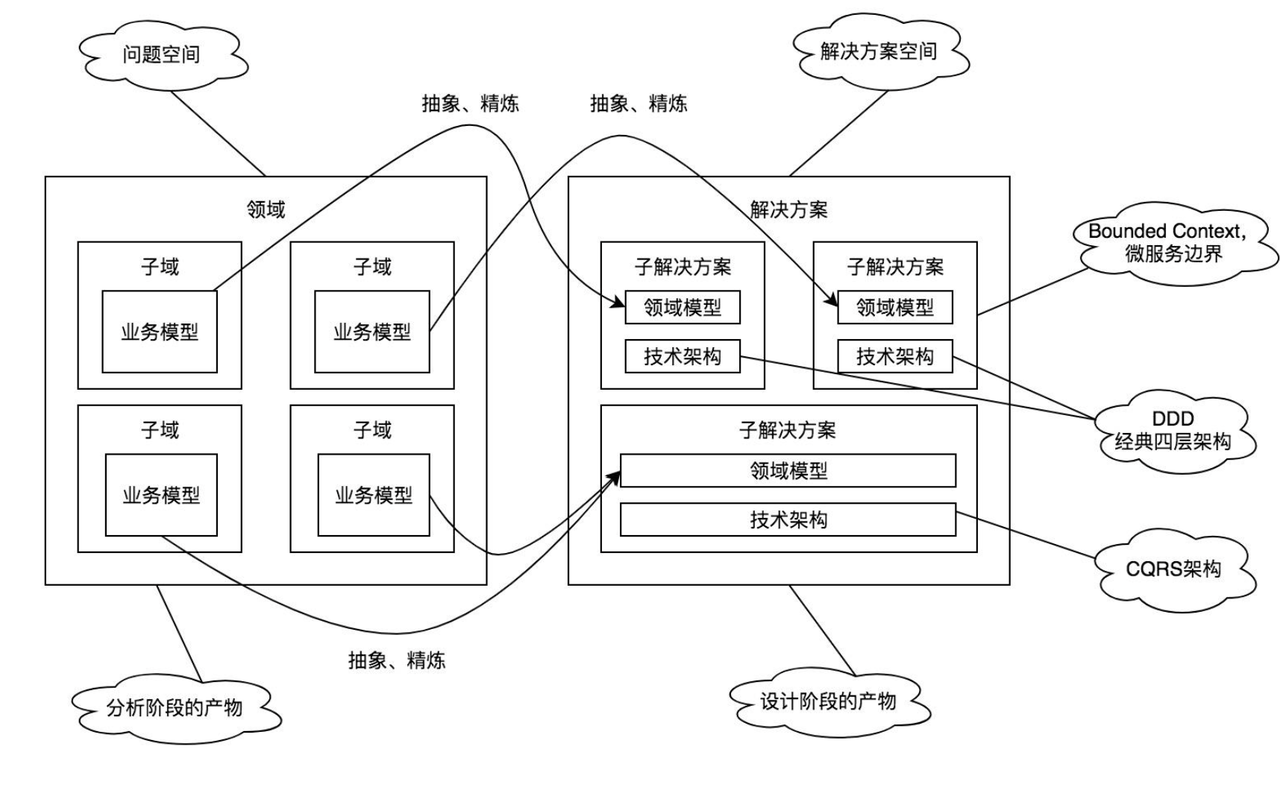 问题空间
解决方案空间
抽象、精炼
抽象、精炼
领域
解决方案
子域
子域
子解决方案
子解决方案
Bounded Context,
微服务边界
业务模型
业务模型
领域模型
领域模型
技术架构
技术架构
子域
子域
子解决方案
DDD
经典四层架构
业务模型
业务模型
领域模型
技术架构
CQRS架构
抽象、精炼
分析阶段的产物
设计阶段的产物